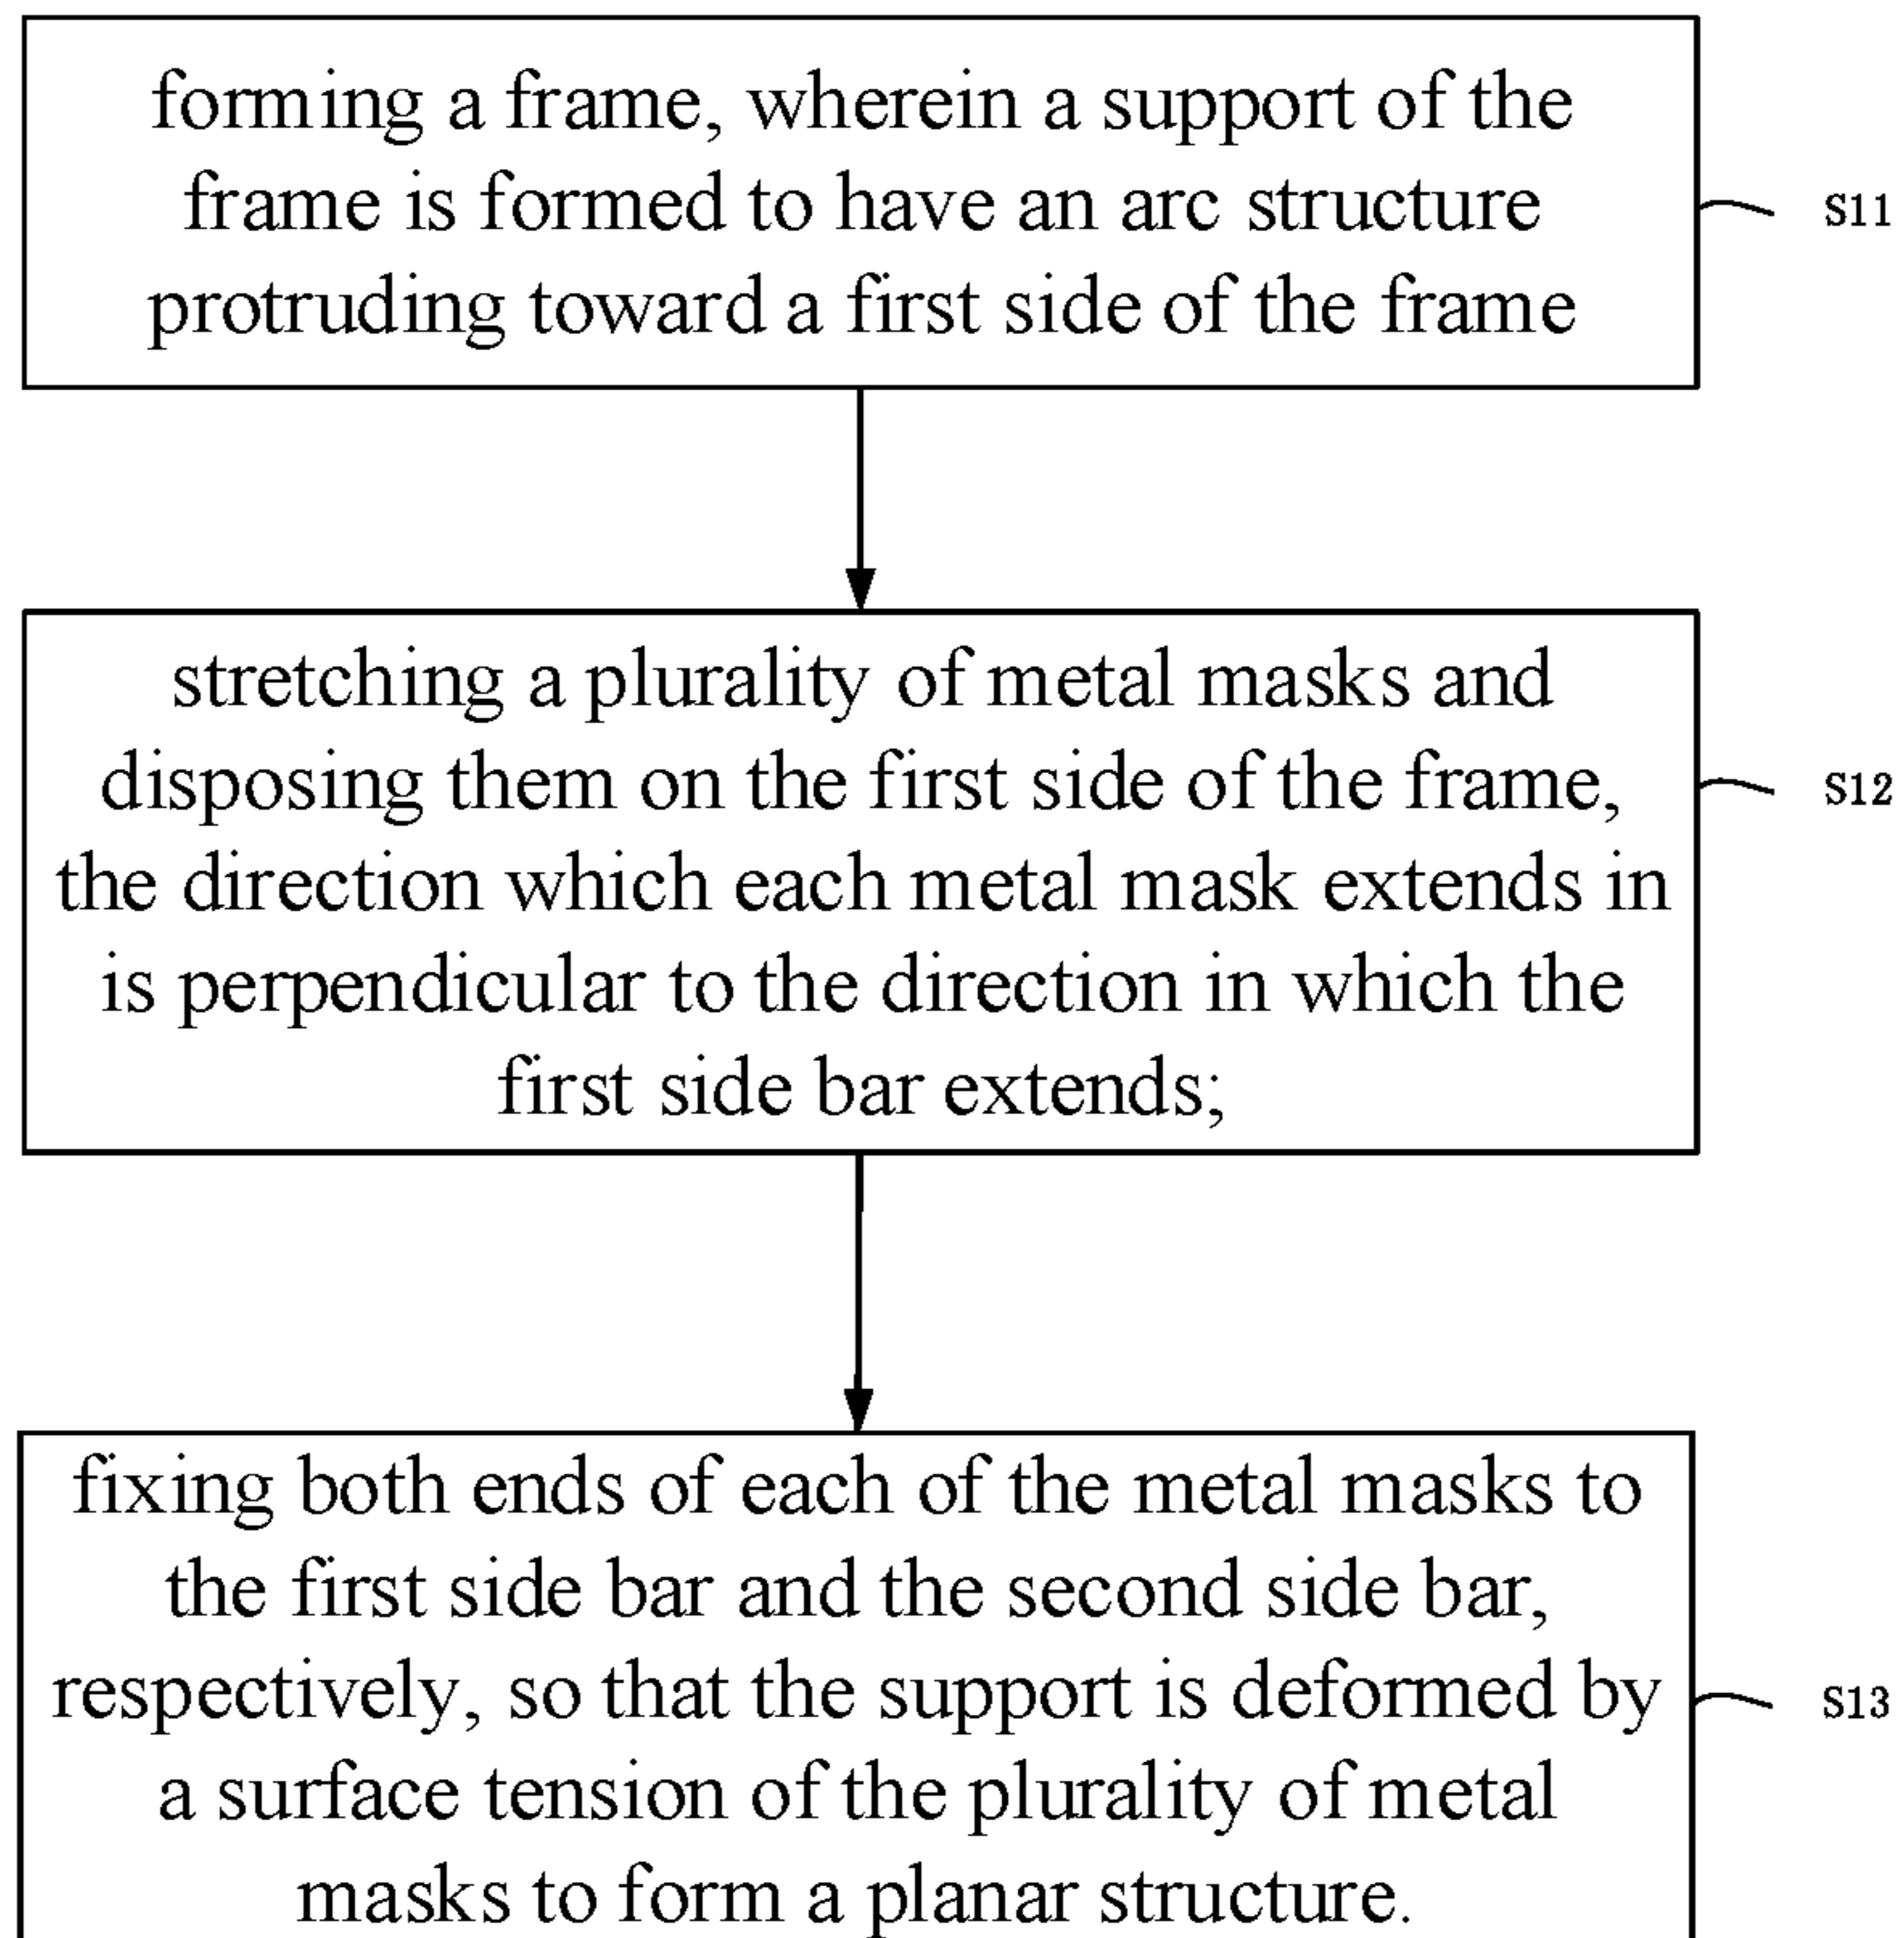 forming a frame, wherein a support of the
frame is formed to have an arc structure
protruding toward a first side of the frame
S11
stretching a plurality of metal masks and
disposing them on the first side of the frame,
the direction which each metal mask extends in
is perpendicular to the direction in which the
first side bar extends;
S12
fixing both ends of each of the metal masks to
the first side bar and the second side bar,
respectively, so that the support is deformed by
a surface tension of the plurality of metal
masks to form a planar structure.
S13